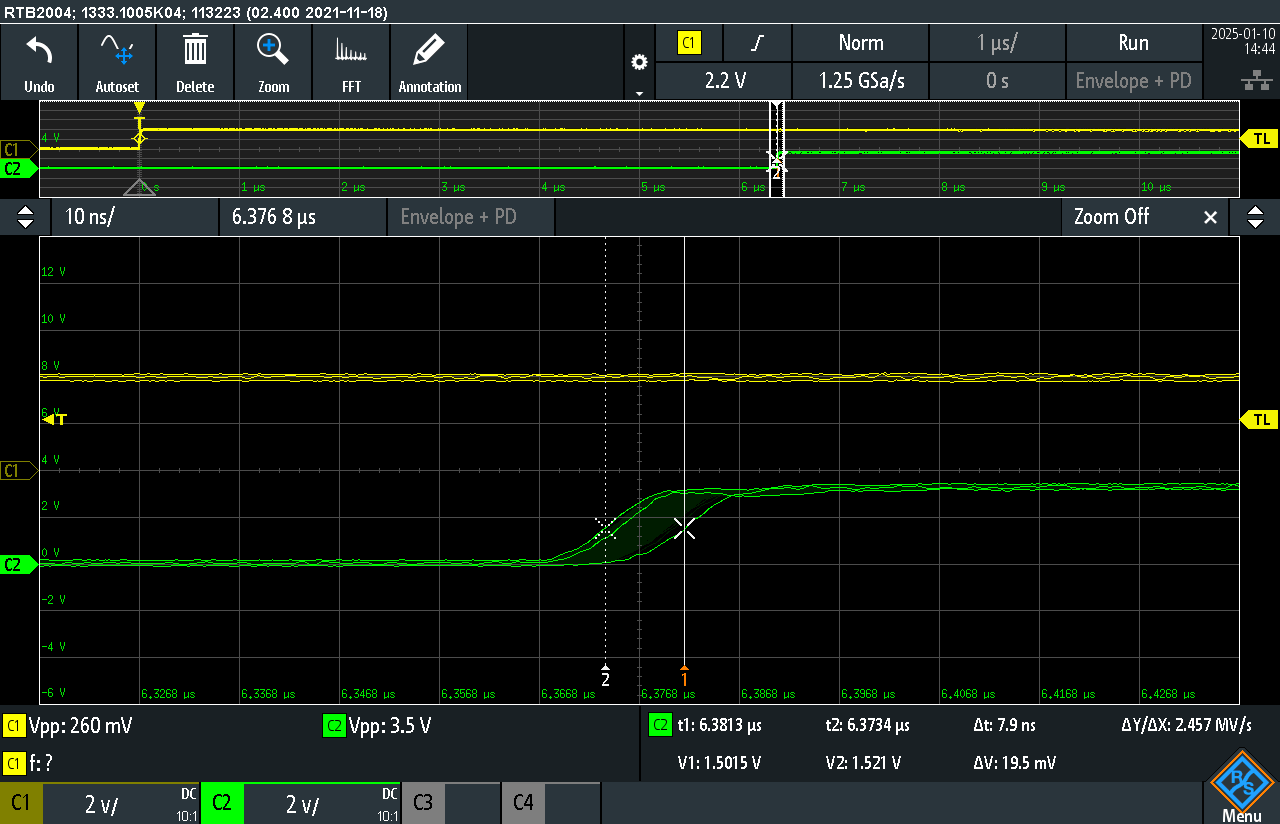 RTB2004; 1333.1005K04; 113223 (02.400 2021-11-18)
Undo Autoset Delete Zoom FFT Annotation
C1 Norm 1 µs/ Run 2025-01-10
14:44
2.2 V 1.25 GSa/s 0 s Envelope + PD
T
4 V
C1 TL
C2 2
0 s 1 µs 2 µs 3 µs 4 µs 5 µs 6 µs 7 µs 8 µs 9 µs 10 µs
10 ns/ 6.376 8 µs Envelope + PD Zoom Off ×
12 V
10 V
8 V
6 V
T TL
4 V
C1
2 V
0 V
C2
-2 V
-4 V
2 1
-6 V 6,3268 µs 6,3368 µs 6,3468 µs 6,3568 µs 6,3668 µs 6,3768 µs 6,3868 µs 6,3968 µs 6,4068 µs 6,4168 µs 6,4268 µs
C1 Vpp: 260 mV C2 Vpp: 3.5 V C2 t1: 6.3813 µs t2: 6.3734 µs Δt: 7.9 ns ΔY/ΔX: 2.457 MV/s
C1 f: ? V1: 1.5015 V V2: 1.521 V ΔV: 19.5 mV
C1 2 V/ DC 10:1 C2 2 V/ DC 10:1 C3 C4
R S
Menu